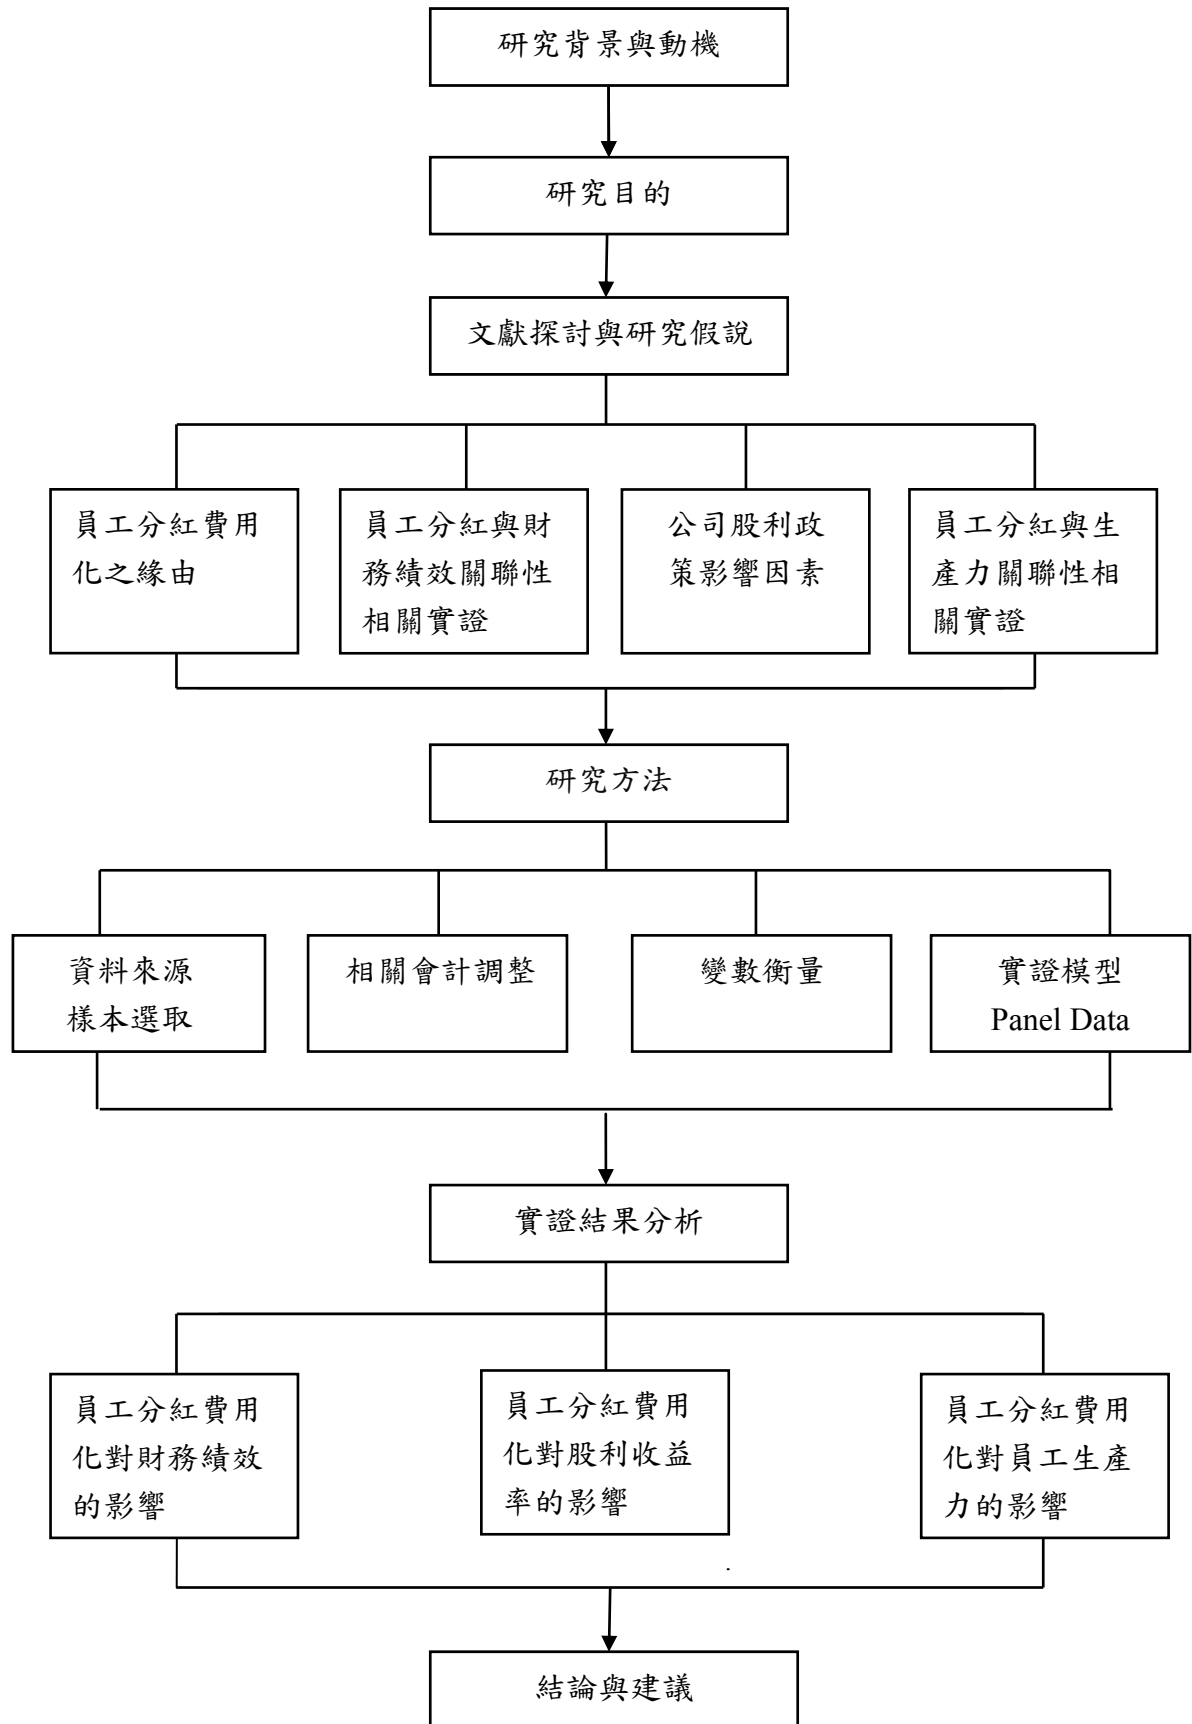 研究背景與動機
研究目的
文獻探討與研究假說
員工分紅費用
化之緣由
員工分紅與財
務績效關聯性
相關實證
公司股利政
策影響因素
員工分紅與生
產力關聯性相
關實證
研究方法
資料來源
樣本選取
相關會計調整
變數衡量
實證模型
Panel Data
實證結果分析
員工分紅費用
化對財務績效
的影響
員工分紅費用
化對股利收益
率的影響
員工分紅費用
化對員工生產
力的影響
結論與建議